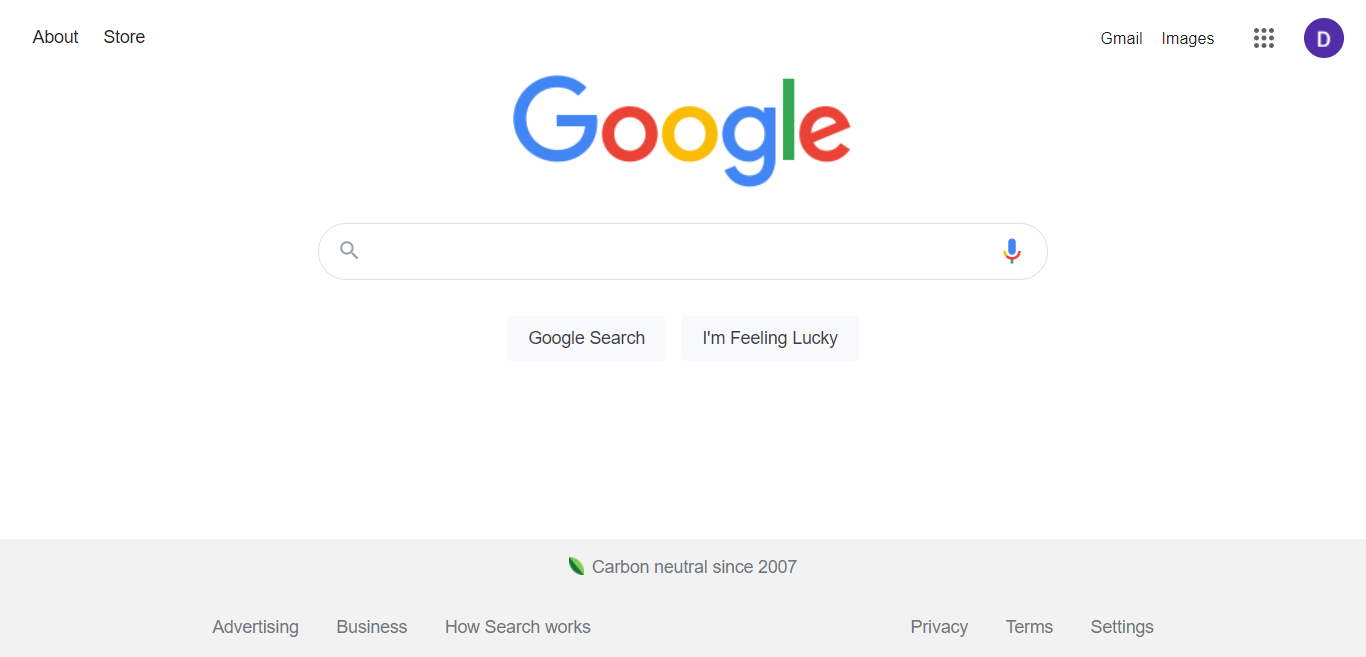 About Store Gmail Images D
Google
Google Search I'm Feeling Lucky
Carbon neutral since 2007
Advertising Business How Search works Privacy Terms Settings